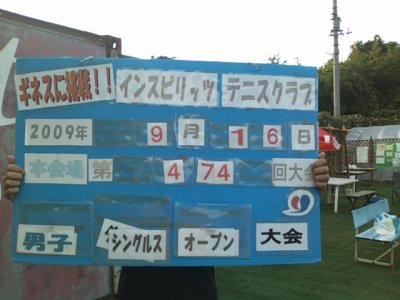 ギネスに挑戦!! インスピリッツ テニスクラブ
2009年 9月 16日
本会場 第 474 回大会
男子 シングルス オープン 大会